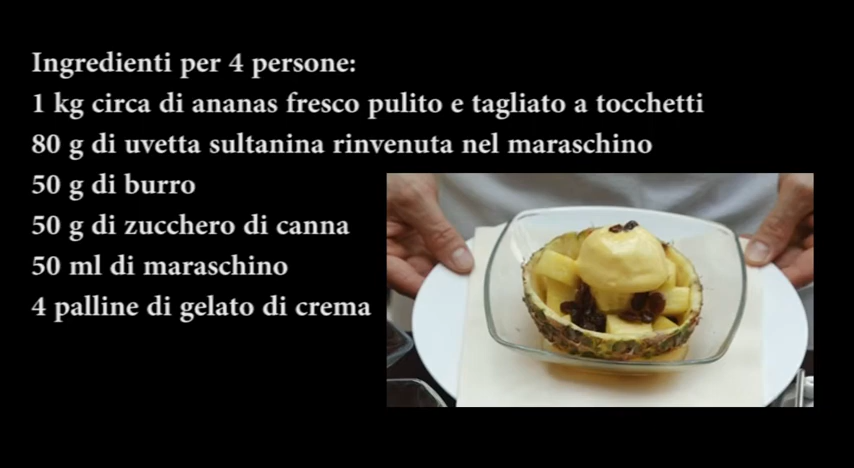 Ingredienti per 4 persone:
1 kg circa di ananas fresco pulito e tagliato a tocchetti
80 g di uvetta sultanina rinvenuta nel maraschino
50 g di burro
50 g di zucchero di canna
50 ml di maraschino
4 palline di gelato di crema